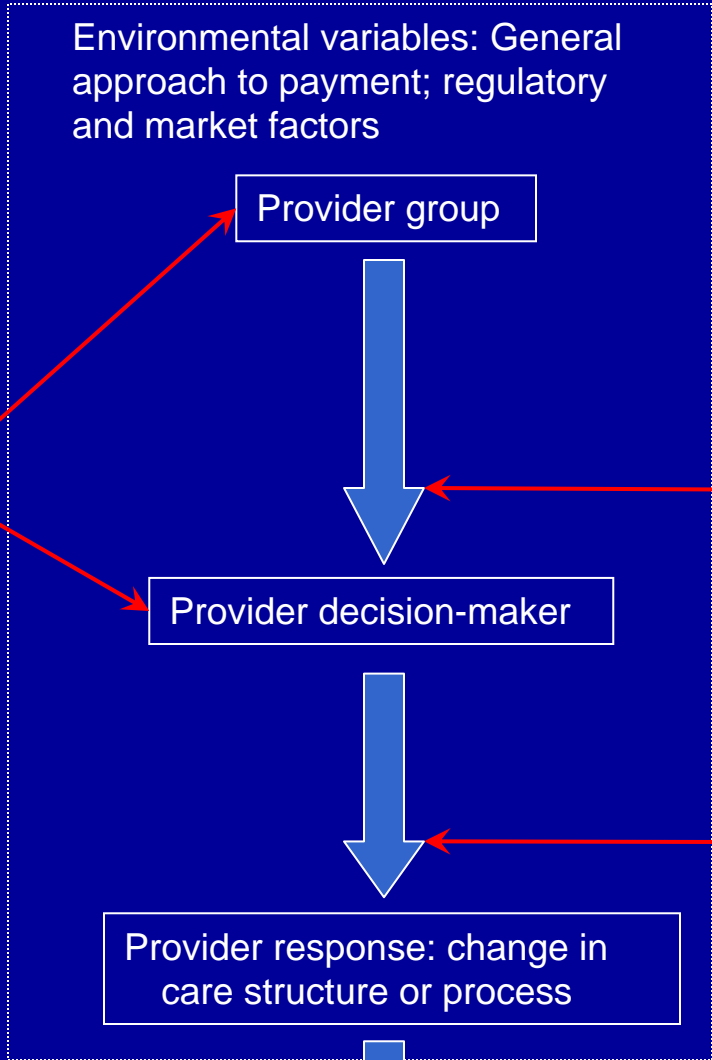 Environmental variables: General
approach to payment; regulatory
and market factors
Provider group
Provider decision-maker
Provider response: change in
care structure or process